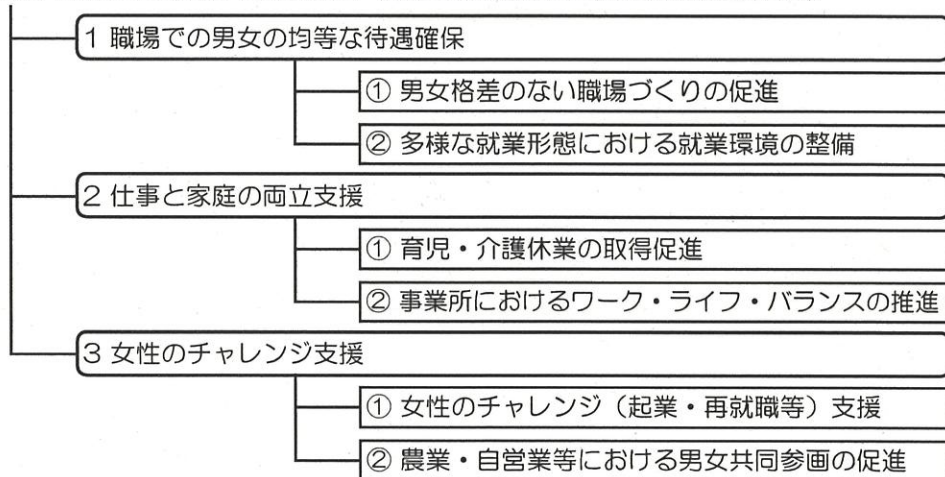 1 職場での男女の均等な待遇確保
① 男女格差のない職場づくりの促進
② 多様な就業形態における就業環境の整備
2 仕事と家庭の両立支援
① 育児・介護休業の取得促進
② 事業所におけるワーク・ライフ・バランスの推進
3 女性のチャレンジ支援
① 女性のチャレンジ（起業・再就職等）支援
② 農業・自営業等における男女共同参画の促進